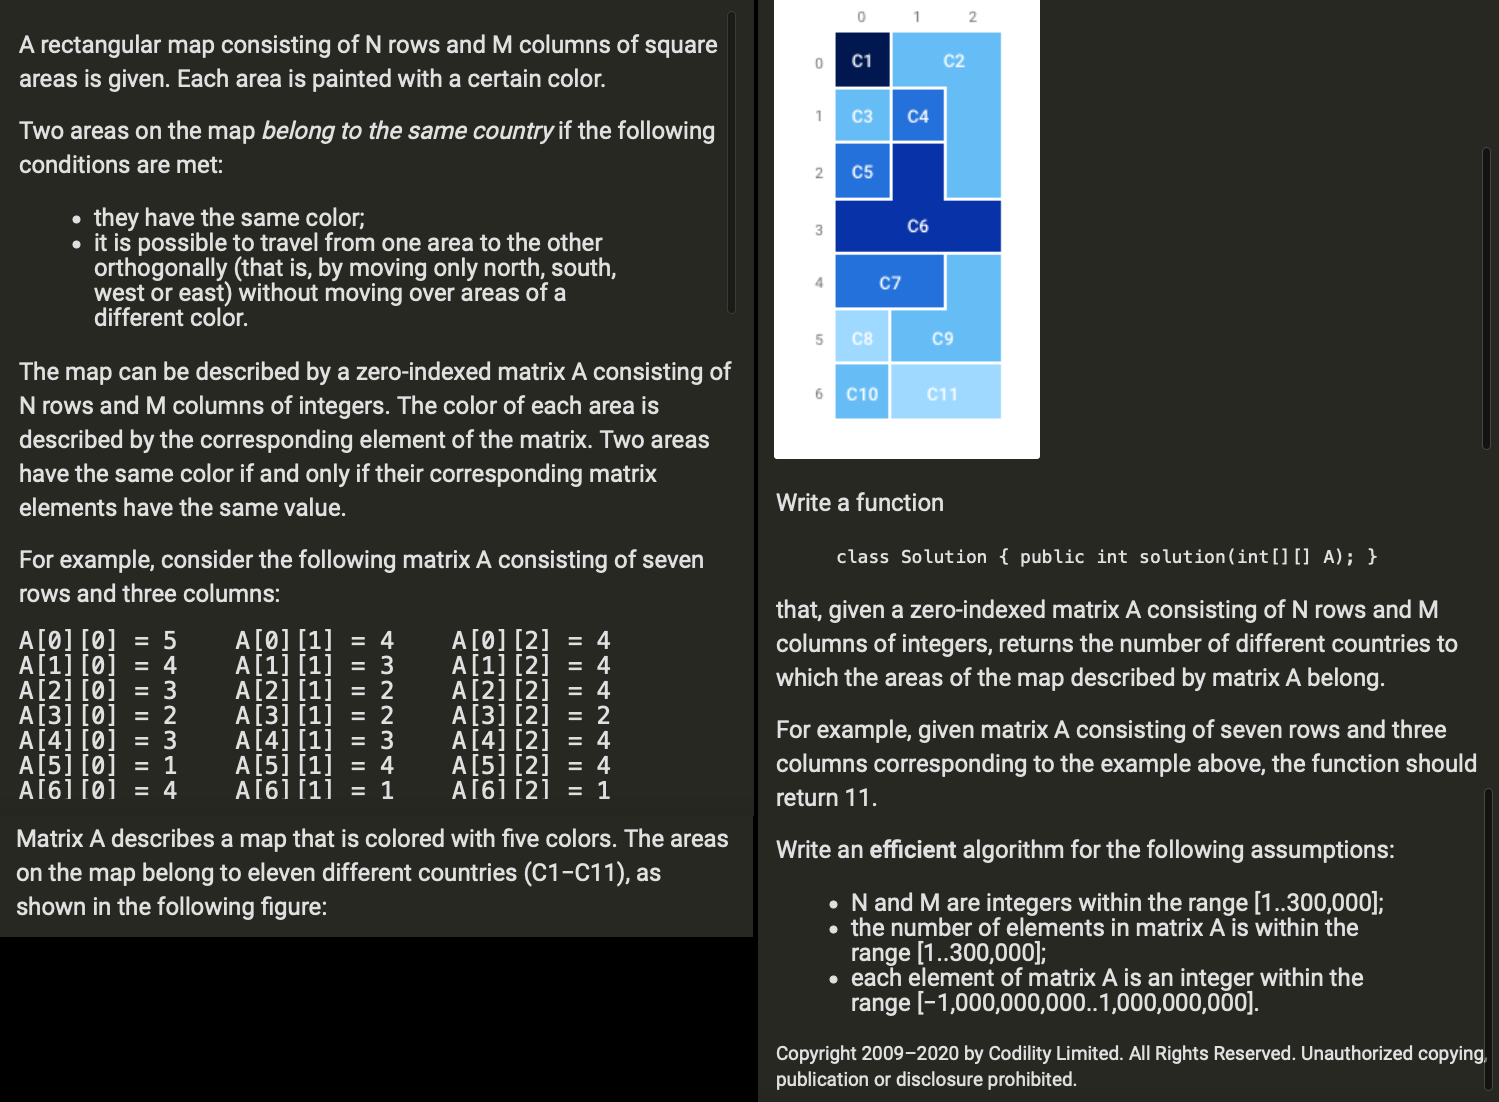 A rectangular map consisting of N rows and M columns of square
areas is given. Each area is painted with a certain color.
Two areas on the map belong to the same country if the following
conditions are met:
• they have the same color;
• it is possible to travel from one area to the other
orthogonally (that is, by moving only north, south,
west or east) without moving over areas of a
different color.
The map can be described by a zero-indexed matrix A consisting of
N rows and M columns of integers. The color of each area is
described by the corresponding element of the matrix. Two areas
have the same color if and only if their corresponding matrix
elements have the same value.
For example, consider the following matrix A consisting of seven
rows and three columns:
A[0][0] = 5 A[0][1] = 4 A[0][2] = 4
A[1][0] = 4 A[1][1] = 3 A[1][2] = 4
A[2][0] = 3 A[2][1] = 2 A[2][2] = 4
A[3][0] = 2 A[3][1] = 2 A[3][2] = 2
A[4][0] = 3 A[4][1] = 3 A[4][2] = 4
A[5][0] = 1 A[5][1] = 4 A[5][2] = 4
A[6][0] = 4 A[6][1] = 1 A[6][2] = 1
Matrix A describes a map that is colored with five colors. The areas
on the map belong to eleven different countries (C1−C11), as
shown in the following figure:
0 1 2
0 C1 C2
1 C3 C4
2 C5
3 C6
4 C7
5 C8 C9
6 C10 C11
Write a function
class Solution { public int solution(int[][] A); }
that, given a zero-indexed matrix A consisting of N rows and M
columns of integers, returns the number of different countries to
which the areas of the map described by matrix A belong.
For example, given matrix A consisting of seven rows and three
columns corresponding to the example above, the function should
return 11.
Write an efficient algorithm for the following assumptions:
• N and M are integers within the range [1..300,000];
• the number of elements in matrix A is within the
range [1..300,000];
• each element of matrix A is an integer within the
range [−1,000,000,000..1,000,000,000].
Copyright 2009–2020 by Codility Limited. All Rights Reserved. Unauthorized copying,
publication or disclosure prohibited.